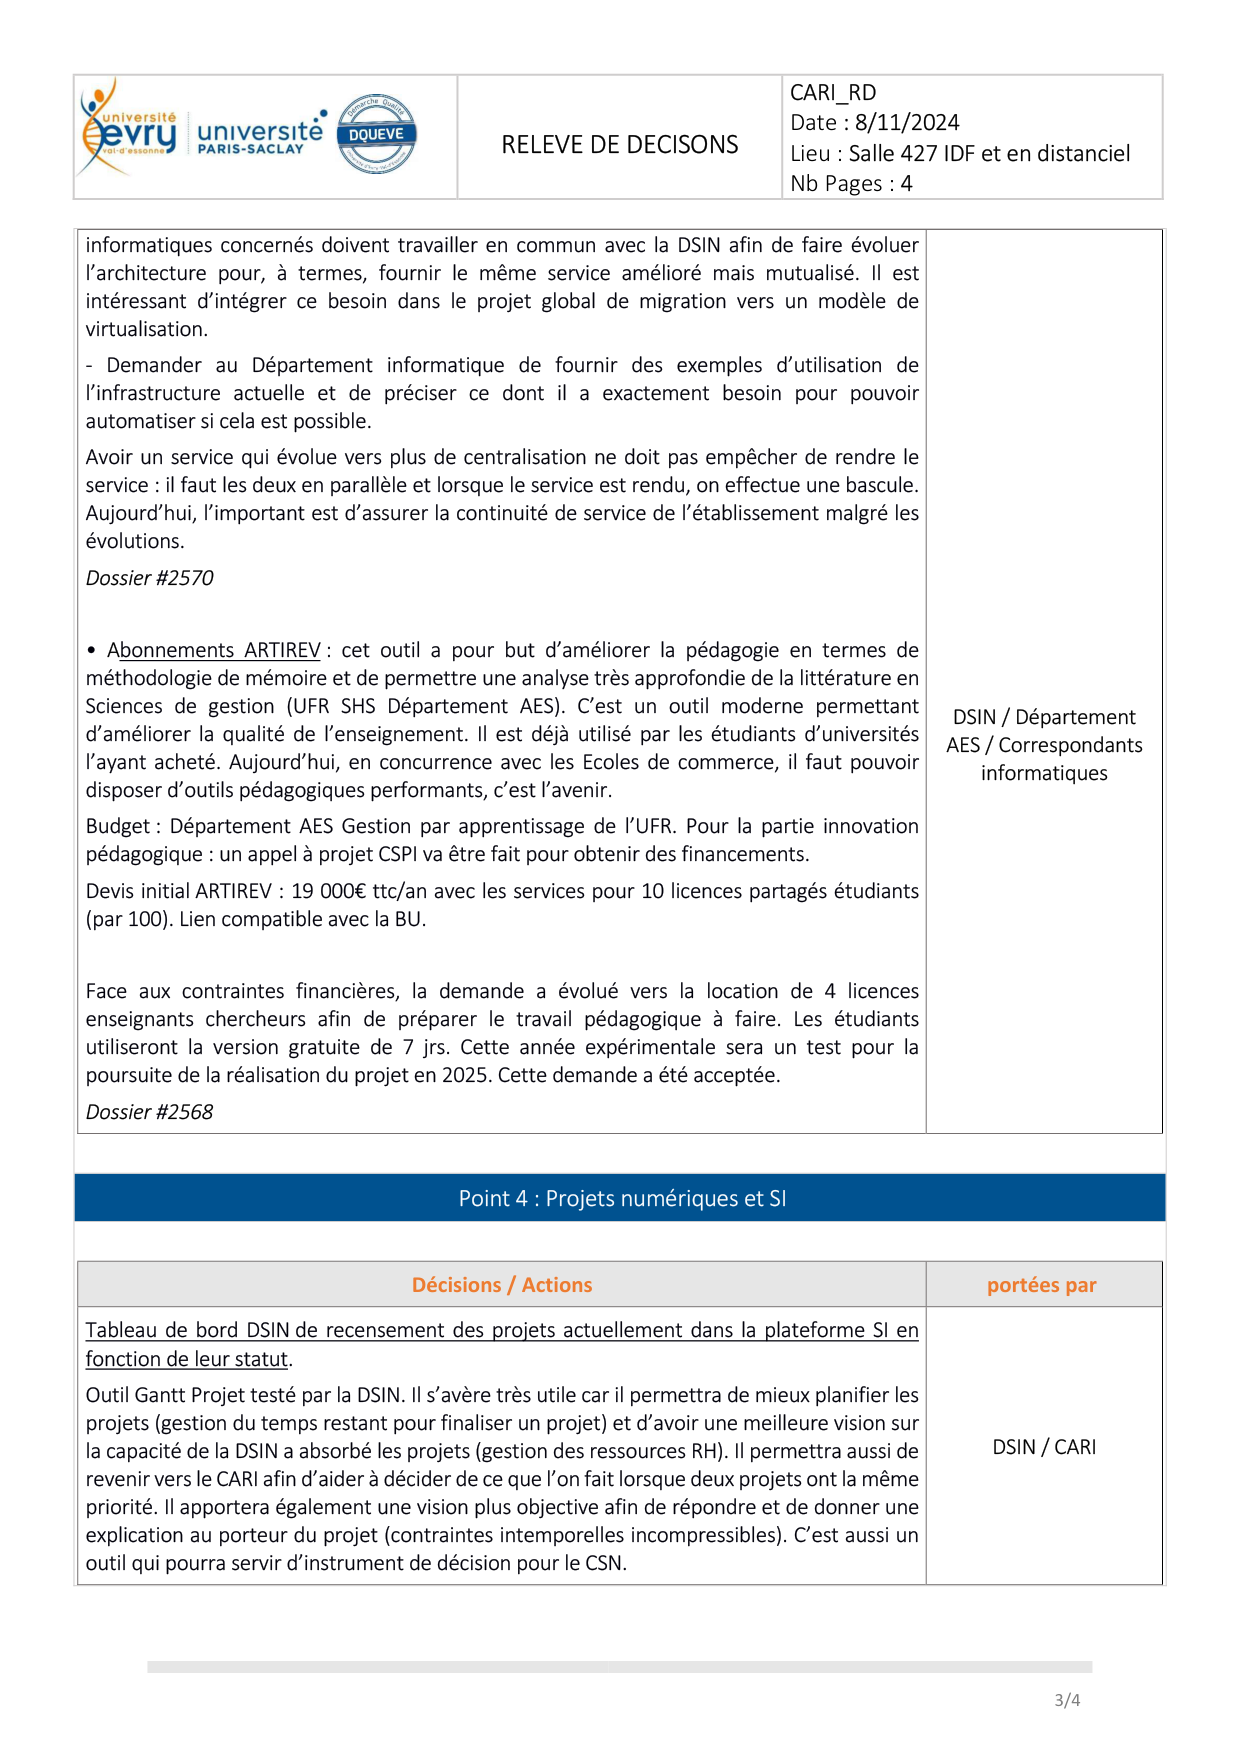 université
evry
val-d'essonne
université
PARIS-SACLAY
Démarche Qualité
DQUEVE
RELEVE DE DECISONS
CARI_RD
Date : 8/11/2024
Lieu : Salle 427 IDF et en distanciel
Nb Pages : 4
informatiques concernés doivent travailler en commun avec la DSIN afin de faire évoluer
l’architecture pour, à termes, fournir le même service amélioré mais mutualisé. Il est
intéressant d’intégrer ce besoin dans le projet global de migration vers un modèle de
virtualisation.
- Demander au Département informatique de fournir des exemples d’utilisation de
l’infrastructure actuelle et de préciser ce dont il a exactement besoin pour pouvoir
automatiser si cela est possible.
Avoir un service qui évolue vers plus de centralisation ne doit pas empêcher de rendre le
service : il faut les deux en parallèle et lorsque le service est rendu, on effectue une bascule.
Aujourd’hui, l’important est d’assurer la continuité de service de l’établissement malgré les
évolutions.
Dossier #2570
• Abonnements ARTIREV : cet outil a pour but d’améliorer la pédagogie en termes de
méthodologie de mémoire et de permettre une analyse très approfondie de la littérature en
Sciences de gestion (UFR SHS Département AES). C’est un outil moderne permettant
d’améliorer la qualité de l’enseignement. Il est déjà utilisé par les étudiants d’universités
l’ayant acheté. Aujourd’hui, en concurrence avec les Ecoles de commerce, il faut pouvoir
disposer d’outils pédagogiques performants, c’est l’avenir.
Budget : Département AES Gestion par apprentissage de l’UFR. Pour la partie innovation
pédagogique : un appel à projet CSPI va être fait pour obtenir des financements.
Devis initial ARTIREV : 19 000€ ttc/an avec les services pour 10 licences partagés étudiants
(par 100). Lien compatible avec la BU.
Face aux contraintes financières, la demande a évolué vers la location de 4 licences
enseignants chercheurs afin de préparer le travail pédagogique à faire. Les étudiants
utiliseront la version gratuite de 7 jrs. Cette année expérimentale sera un test pour la
poursuite de la réalisation du projet en 2025. Cette demande a été acceptée.
Dossier #2568
DSIN / Département
AES / Correspondants
informatiques
Point 4 : Projets numériques et SI
Décisions / Actions
portées par
Tableau de bord DSIN de recensement des projets actuellement dans la plateforme SI en
fonction de leur statut.
Outil Gantt Projet testé par la DSIN. Il s’avère très utile car il permettra de mieux planifier les
projets (gestion du temps restant pour finaliser un projet) et d’avoir une meilleure vision sur
la capacité de la DSIN a absorbé les projets (gestion des ressources RH). Il permettra aussi de
revenir vers le CARI afin d’aider à décider de ce que l’on fait lorsque deux projets ont la même
priorité. Il apportera également une vision plus objective afin de répondre et de donner une
explication au porteur du projet (contraintes intemporelles incompressibles). C’est aussi un
outil qui pourra servir d’instrument de décision pour le CSN.
DSIN / CARI
3/4